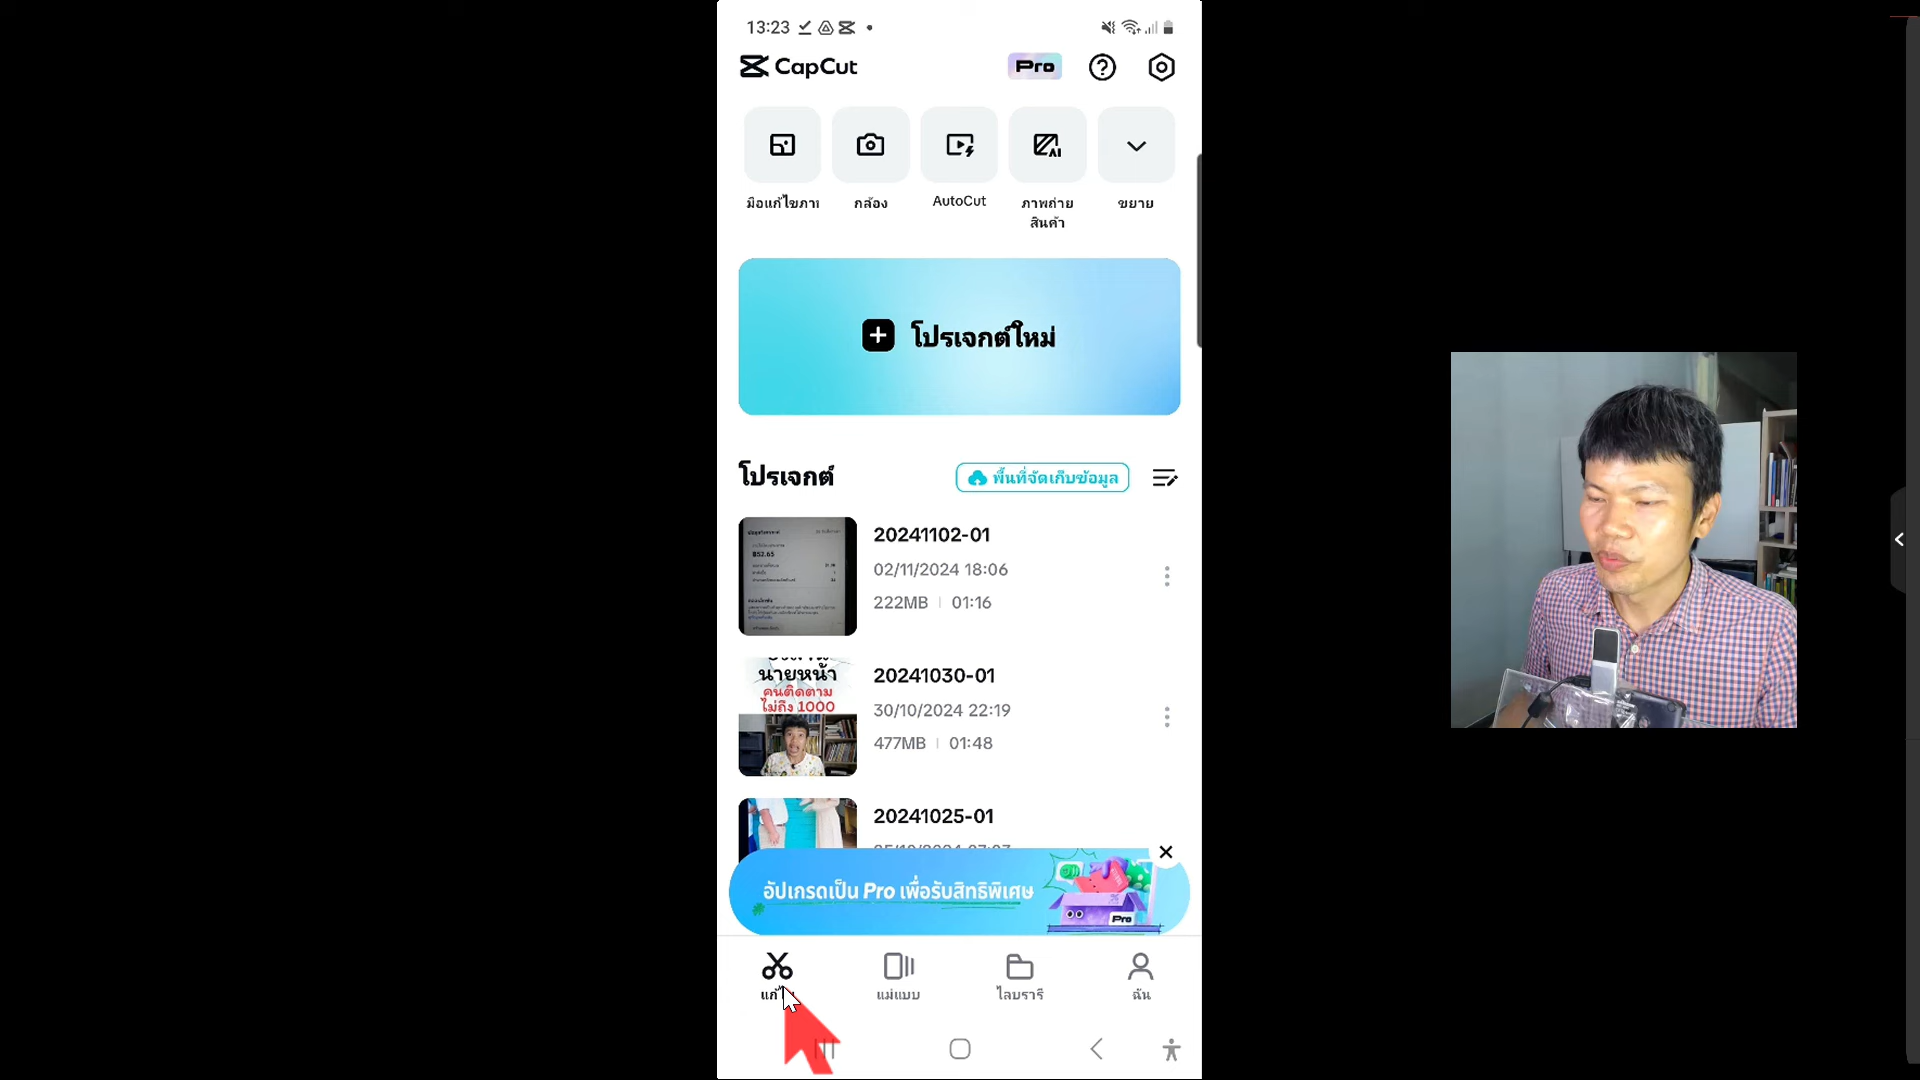 13:23
CapCut
Pro
มือแก้ไขภา
กล้อง
AutoCut
ภาพถ่าย
สินค้า
ขยาย
AI
โปรเจกต์ใหม่
โปรเจกต์
พื้นที่จัดเก็บข้อมูล
฿52.65
20241102-01
02/11/2024 18:06
222MB
01:16
นายหน้า
คนติดตาม
ไม่ถึง 1000
20241030-01
30/10/2024 22:19
477MB
01:48
20241025-01
อัปเกรดเป็น Pro เพื่อรับสิทธิพิเศษ
Pro
แม่แบบ
ไลบรารี
ฉัน